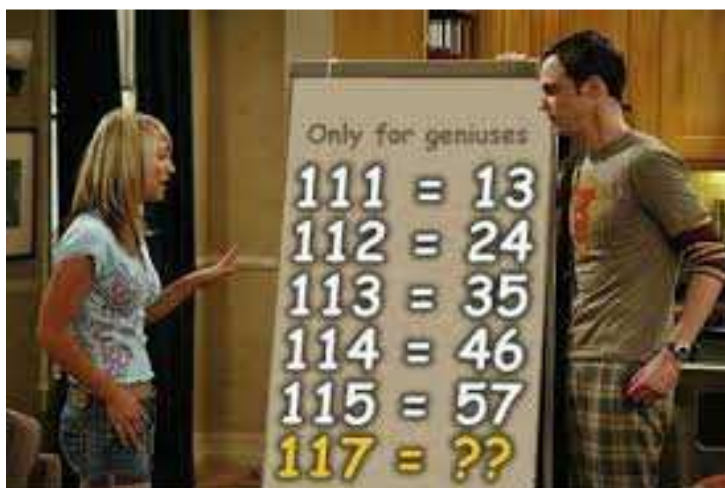 Only for geniuses
111 = 13
112 = 24
113 = 35
114 = 46
115 = 57
117 = ??